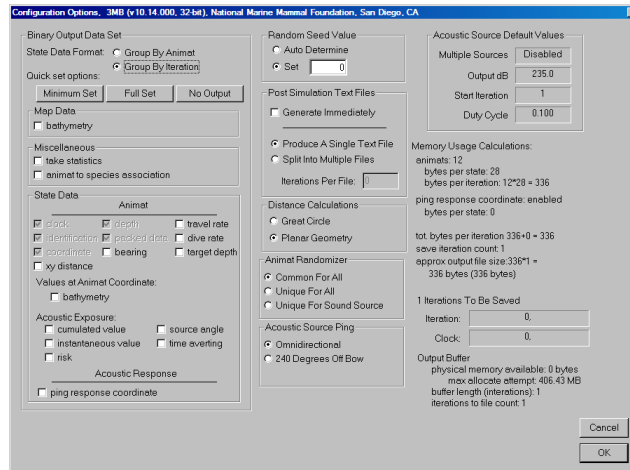 Configuration Options, 3MB (v10.14.000, 32-bit), National Marine Mammal Foundation, San Diego, CA
Binary Output Data Set
State Data Format:
Group By Animat
Group By Iteration
Quick set options:
Minimum Set
Full Set
No Output
Map Data
bathymetry
Miscellaneous
take statistics
animat to species association
State Data
Animat
clock
depth
travel rate
identification
packed data
dive rate
coordinate
bearing
target depth
xy distance
Values at Animat Coordinate:
bathymetry
Acoustic Exposure:
cumulated value
source angle
instantaneous value
time averting
risk
Acoustic Response
ping response coordinate
Random Seed Value
Auto Determine
Set
0
Post Simulation Text Files
Generate Immediately
Produce A Single Text File
Split Into Multiple Files
Iterations Per File: 0
Distance Calculations
Great Circle
Planar Geometry
Animat Randomizer
Common For All
Unique For All
Unique For Sound Source
Acoustic Source Ping
Omnidirectional
240 Degrees Off Bow
Acoustic Source Default Values
Multiple Sources Disabled
Output dB 235.0
Start Iteration 1
Duty Cycle 0.100
Memory Usage Calculations:
animats: 12
bytes per state: 28
bytes per iteration: 12*28 = 336
ping response coordinate: enabled
bytes per state: 0
tot. bytes per iteration 336+0 = 336
save iteration count: 1
approx output file size:336*1 =
336 bytes (336 bytes)
1 Iterations To Be Saved
Iteration: 0,
Clock: 0,
Output Buffer
physical memory available: 0 bytes
max allocate attempt: 406.43 MB
buffer length (interations): 1
iterations to file count: 1
Cancel
OK